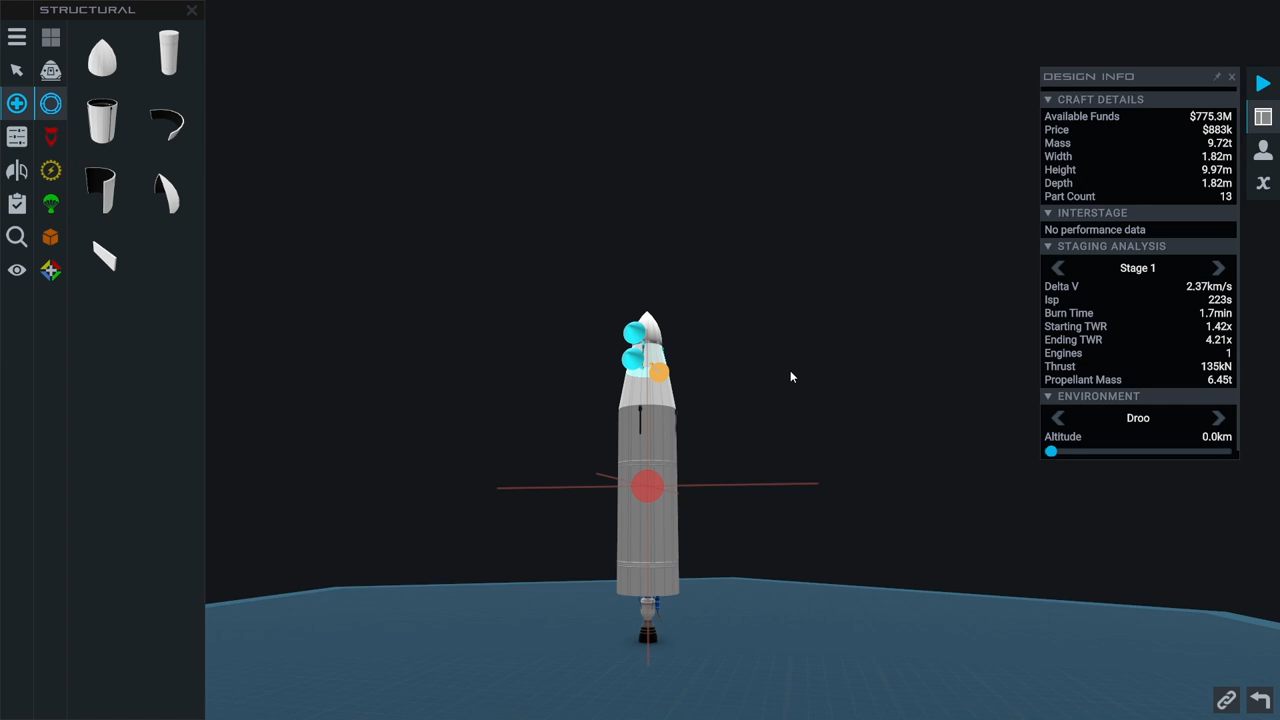 STRUCTURAL
DESIGN INFO
CRAFT DETAILS
Available Funds $775.3M
Price $883k
Mass 9.72t
Width 1.82m
Height 9.97m
Depth 1.82m
Part Count 13
INTERSTAGE
No performance data
STAGING ANALYSIS
Stage 1
Delta V 2.37km/s
Isp 223s
Burn Time 1.7min
Starting TWR 1.42x
Ending TWR 4.21x
Engines 1
Thrust 135kN
Propellant Mass 6.45t
ENVIRONMENT
Droo
Altitude 0.0km